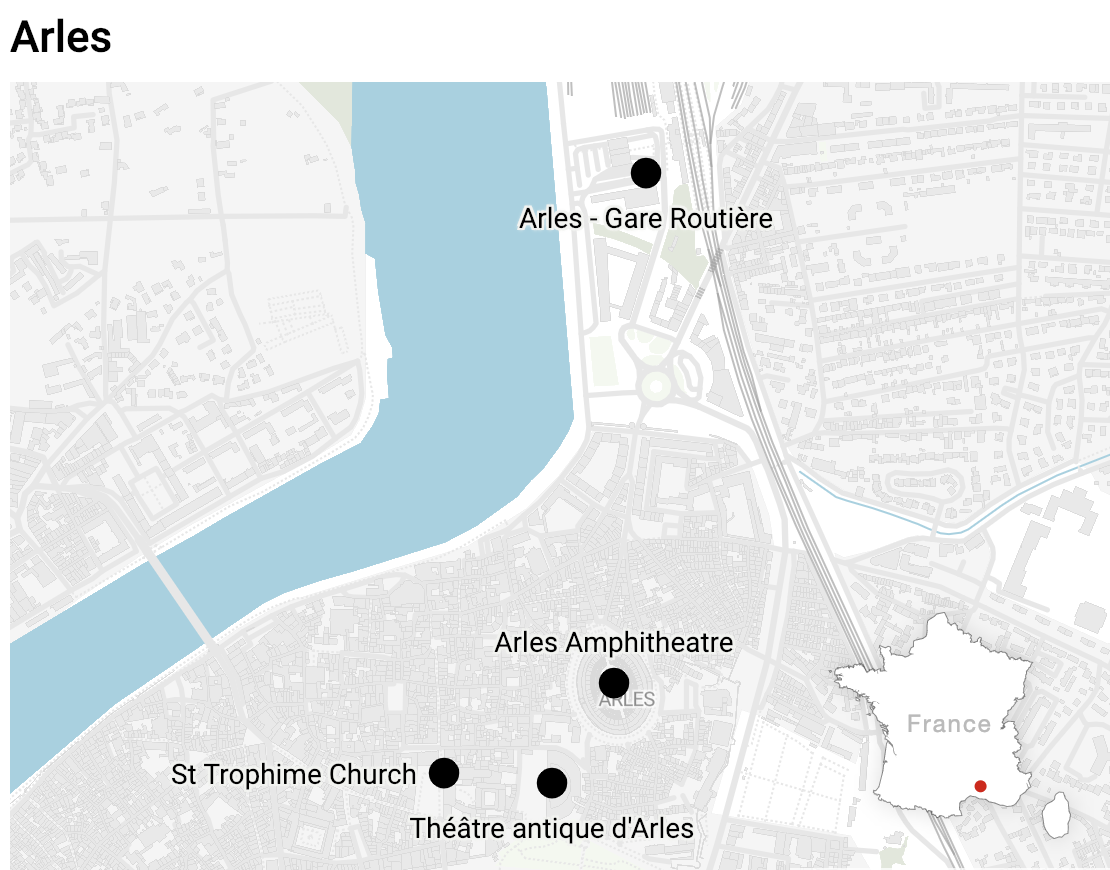 Arles
Arles - Gare Routière
Arles Amphitheatre
ARLES
France
St Trophime Church
Théâtre antique d'Arles